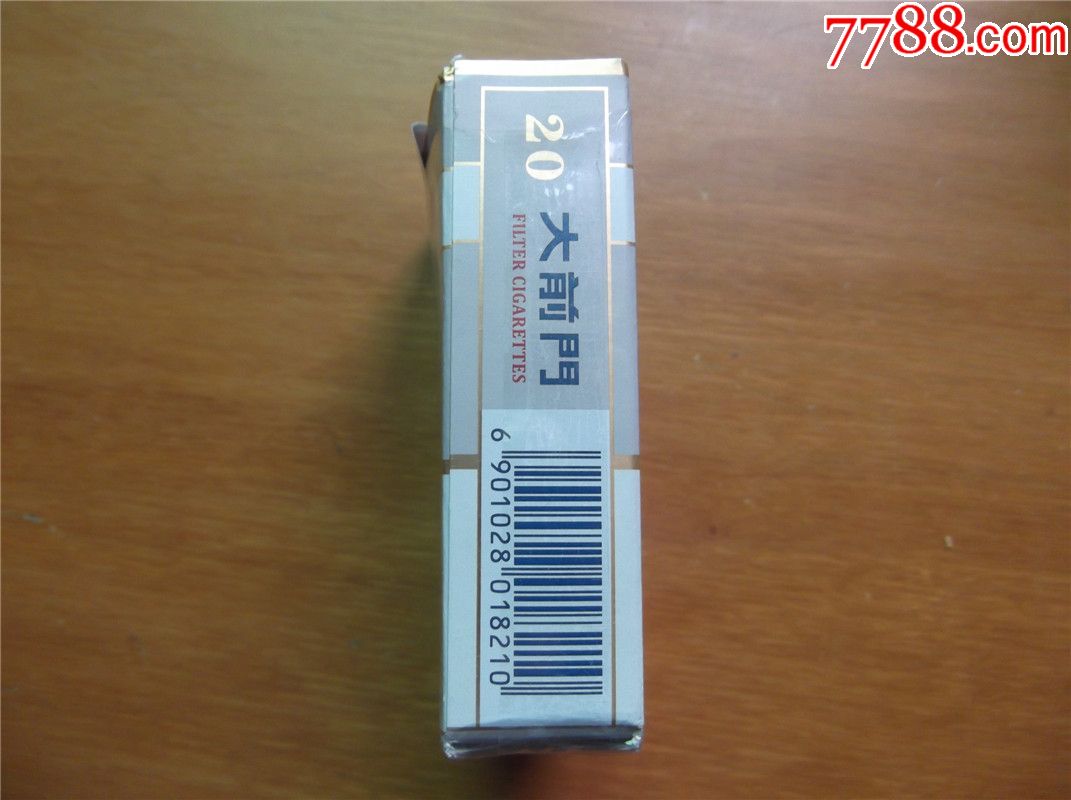 7788.com
20
大前門
FILTER CIGARETTES
6 901028 018210